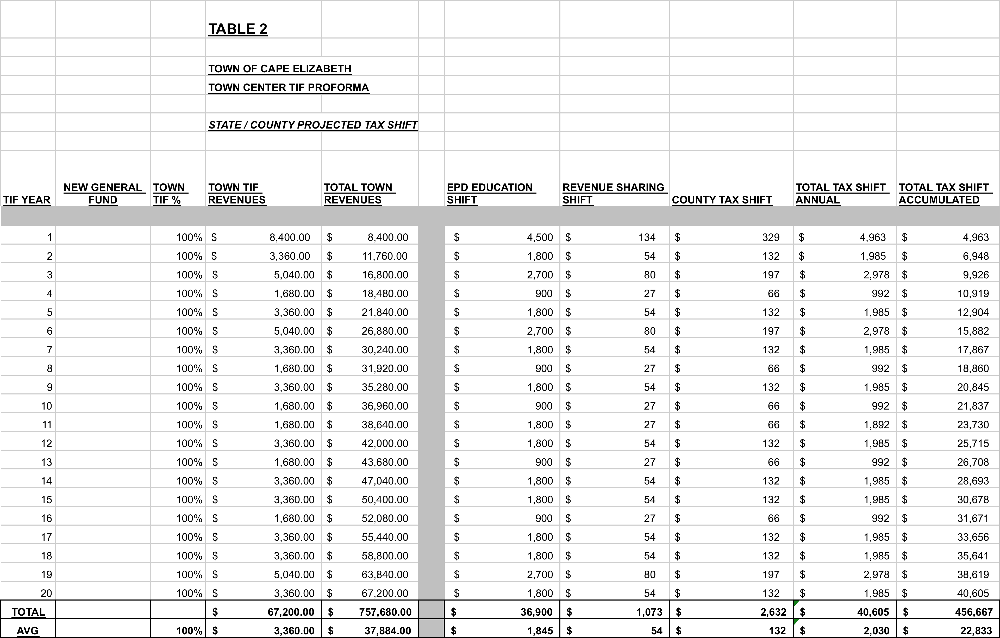 TABLE 2
TOWN OF CAPE ELIZABETH
TOWN CENTER TIF PROFORMA
STATE / COUNTY PROJECTED TAX SHIFT
NEW GENERAL TOWN TOWN TIF TOTAL TOWN EPD EDUCATION REVENUE SHARING TOTAL TAX SHIFT TOTAL TAX SHIFT
TIF YEAR FUND TIF % REVENUES REVENUES SHIFT SHIFT COUNTY TAX SHIFT ANNUAL ACCUMULATED
1 100% $ 8,400.00 $ 8,400.00 $ 4,500 $ 134 $ 329 $ 4,963 $ 4,963
2 100% $ 3,360.00 $ 11,760.00 $ 1,800 $ 54 $ 132 $ 1,985 $ 6,948
3 100% $ 5,040.00 $ 16,800.00 $ 2,700 $ 80 $ 197 $ 2,978 $ 9,926
4 100% $ 1,680.00 $ 18,480.00 $ 900 $ 27 $ 66 $ 992 $ 10,919
5 100% $ 3,360.00 $ 21,840.00 $ 1,800 $ 54 $ 132 $ 1,985 $ 12,904
6 100% $ 5,040.00 $ 26,880.00 $ 2,700 $ 80 $ 197 $ 2,978 $ 15,882
7 100% $ 3,360.00 $ 30,240.00 $ 1,800 $ 54 $ 132 $ 1,985 $ 17,867
8 100% $ 1,680.00 $ 31,920.00 $ 900 $ 27 $ 66 $ 992 $ 18,860
9 100% $ 3,360.00 $ 35,280.00 $ 1,800 $ 54 $ 132 $ 1,985 $ 20,845
10 100% $ 1,680.00 $ 36,960.00 $ 900 $ 27 $ 66 $ 992 $ 21,837
11 100% $ 1,680.00 $ 38,640.00 $ 1,800 $ 27 $ 66 $ 1,892 $ 23,730
12 100% $ 3,360.00 $ 42,000.00 $ 1,800 $ 54 $ 132 $ 1,985 $ 25,715
13 100% $ 1,680.00 $ 43,680.00 $ 900 $ 27 $ 66 $ 992 $ 26,708
14 100% $ 3,360.00 $ 47,040.00 $ 1,800 $ 54 $ 132 $ 1,985 $ 28,693
15 100% $ 3,360.00 $ 50,400.00 $ 1,800 $ 54 $ 132 $ 1,985 $ 30,678
16 100% $ 1,680.00 $ 52,080.00 $ 900 $ 27 $ 66 $ 992 $ 31,671
17 100% $ 3,360.00 $ 55,440.00 $ 1,800 $ 54 $ 132 $ 1,985 $ 33,656
18 100% $ 3,360.00 $ 58,800.00 $ 1,800 $ 54 $ 132 $ 1,985 $ 35,641
19 100% $ 5,040.00 $ 63,840.00 $ 2,700 $ 80 $ 197 $ 2,978 $ 38,619
20 100% $ 3,360.00 $ 67,200.00 $ 1,800 $ 54 $ 132 $ 1,985 $ 40,605
TOTAL $ 67,200.00 $ 757,680.00 $ 36,900 $ 1,073 $ 2,632 $ 40,605 $ 456,667
AVG 100% $ 3,360.00 $ 37,884.00 $ 1,845 $ 54 $ 132 $ 2,030 $ 22,833